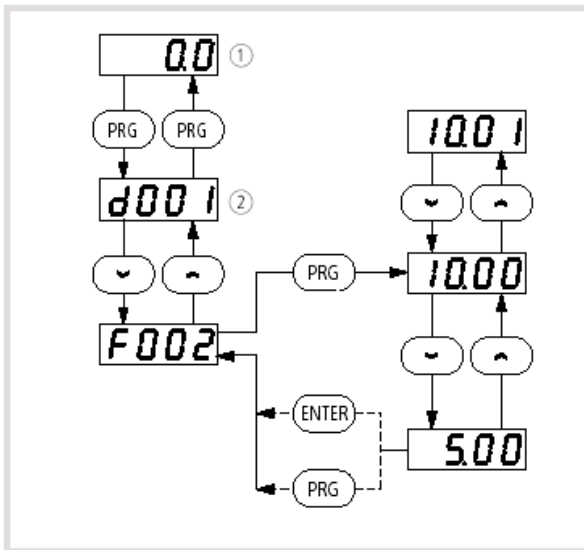 0.0 ①
PRG PRG
10.01
d001 ②
PRG
10.00
F002
ENTER
5.00
PRG